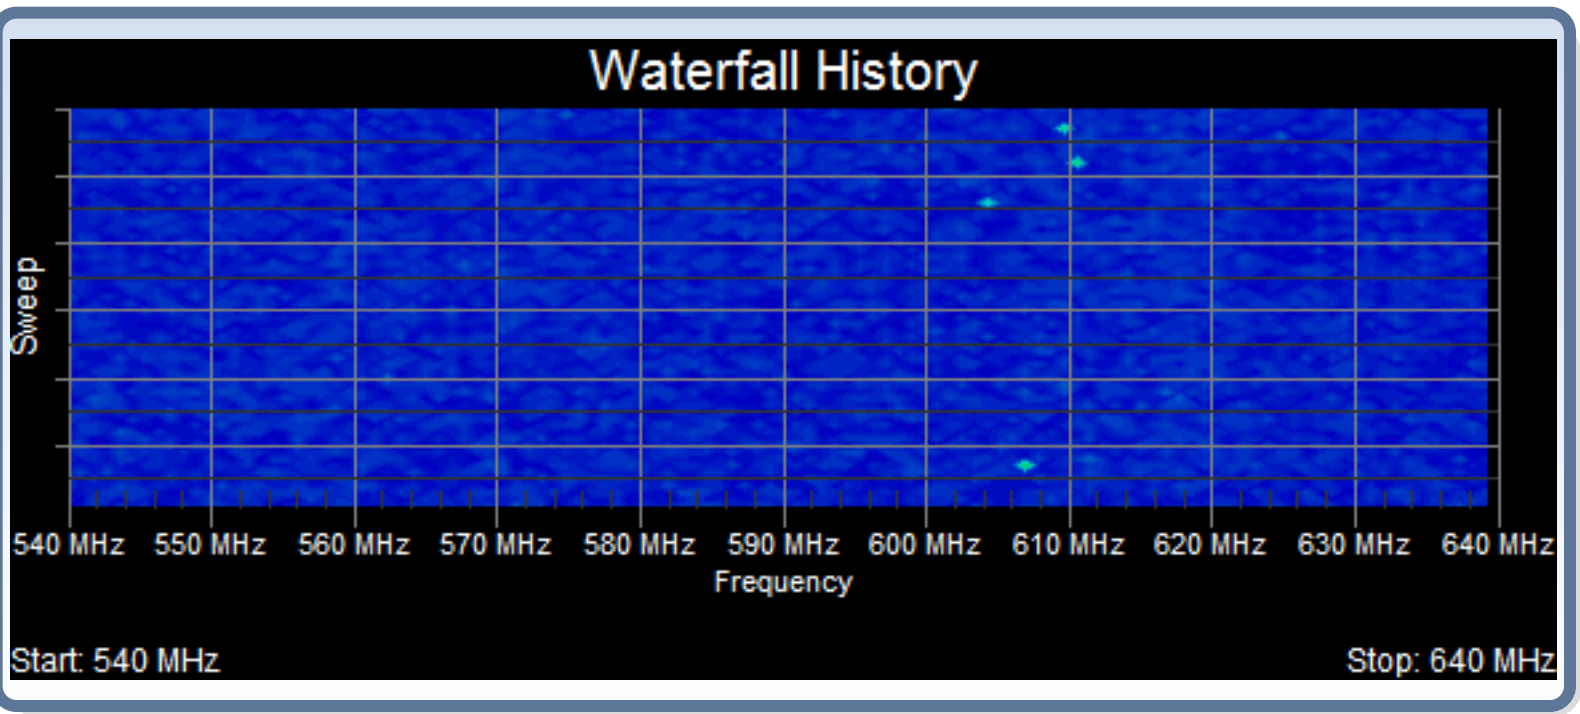 Waterfall History
Sweep
540 MHz 550 MHz 560 MHz 570 MHz 580 MHz 590 MHz 600 MHz 610 MHz 620 MHz 630 MHz 640 MHz
Frequency
Start: 540 MHz Stop: 640 MHz